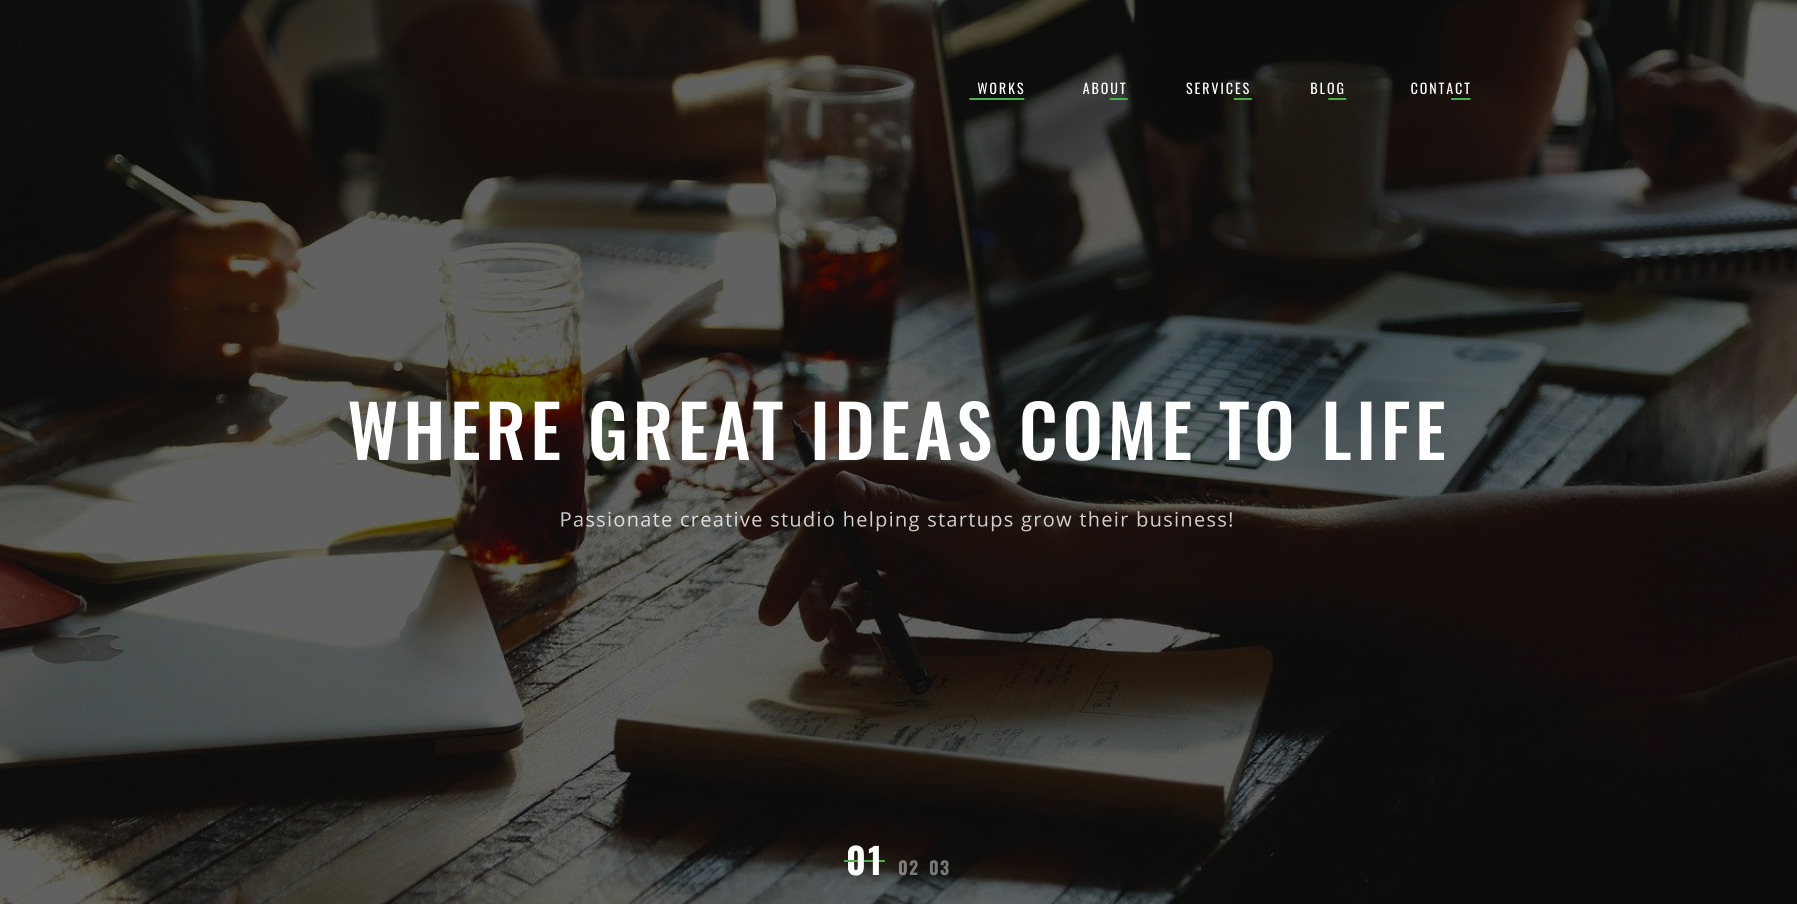 WORKS ABOUT SERVICES BLOG CONTACT
WHERE GREAT IDEAS COME TO LIFE
Passionate creative studio helping startups grow their business!
01 02 03